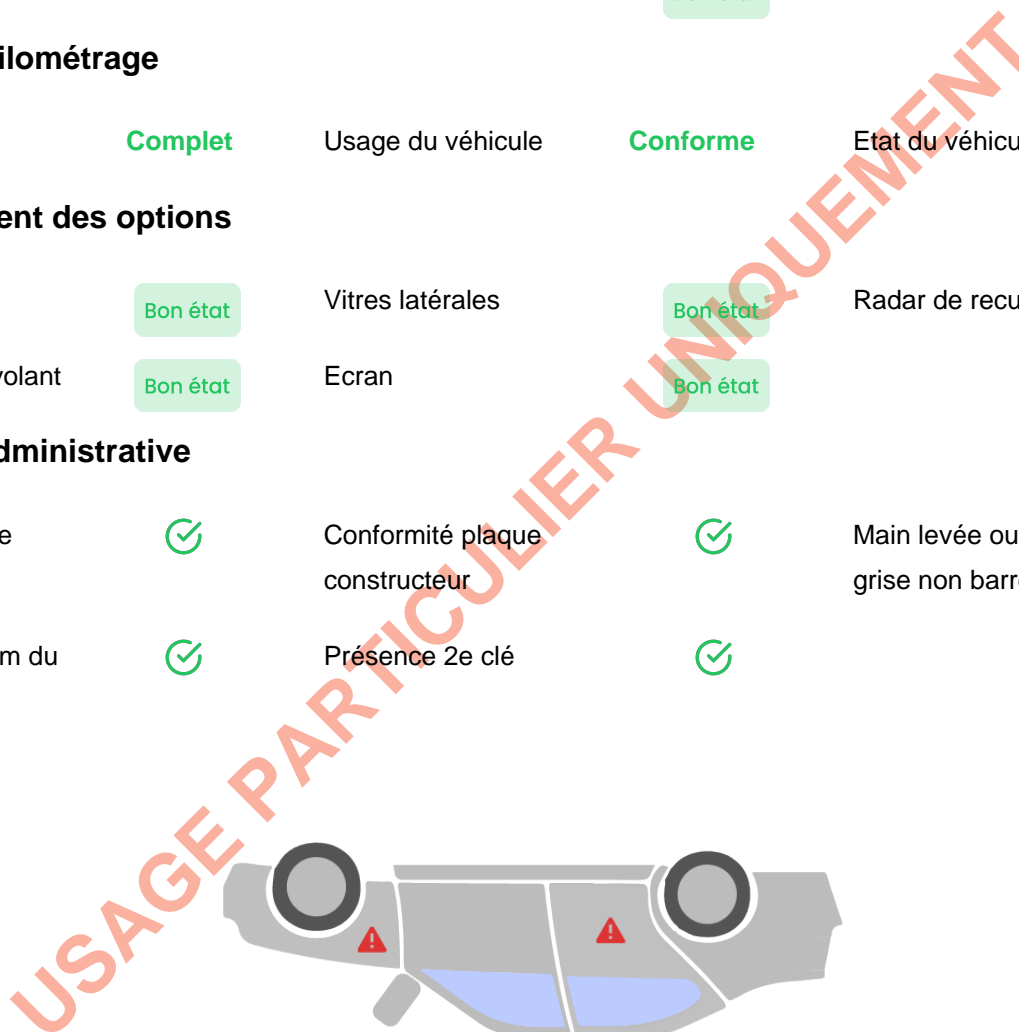 ilométrage
Complet Usage du véhicule Conforme Etat du véhicu
ent des options
Bon état Vitres latérales Bon état Radar de recu
volant Bon état Ecran Bon état
dministrative
e Conformité plaque Main levée ou
constructeur grise non barr
m du Présence 2e clé
USAGE PARTICULIER UNIQUEMENT